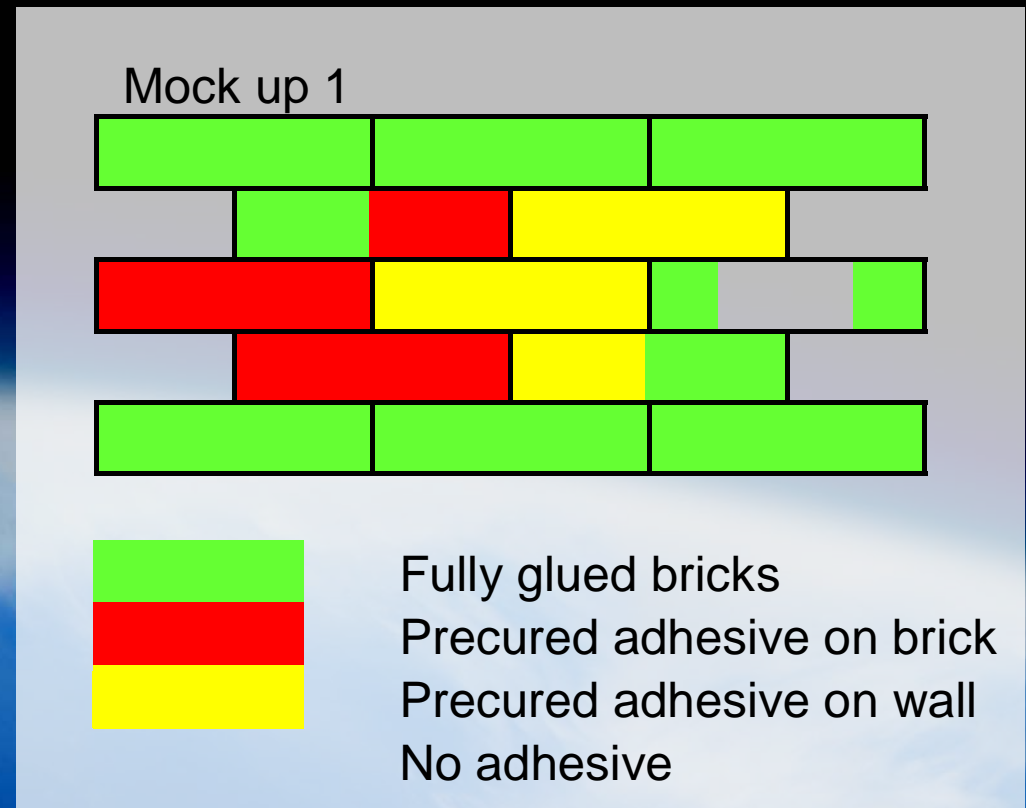 Mock up 1
Fully glued bricks
Precured adhesive on brick
Precured adhesive on wall
No adhesive